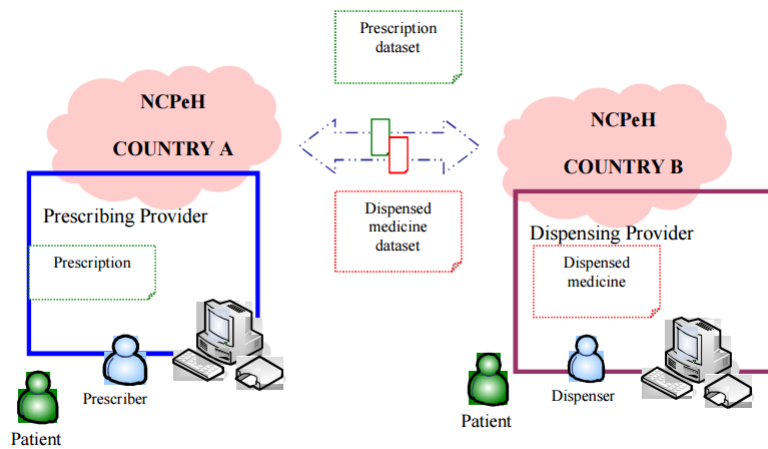 Prescription
dataset
NCPeH
COUNTRY A
NCPeH
COUNTRY B
Prescribing Provider
Prescription
Dispensed
medicine
dataset
Dispensing Provider
Dispensed
medicine
Prescriber
Patient
Dispenser
Patient